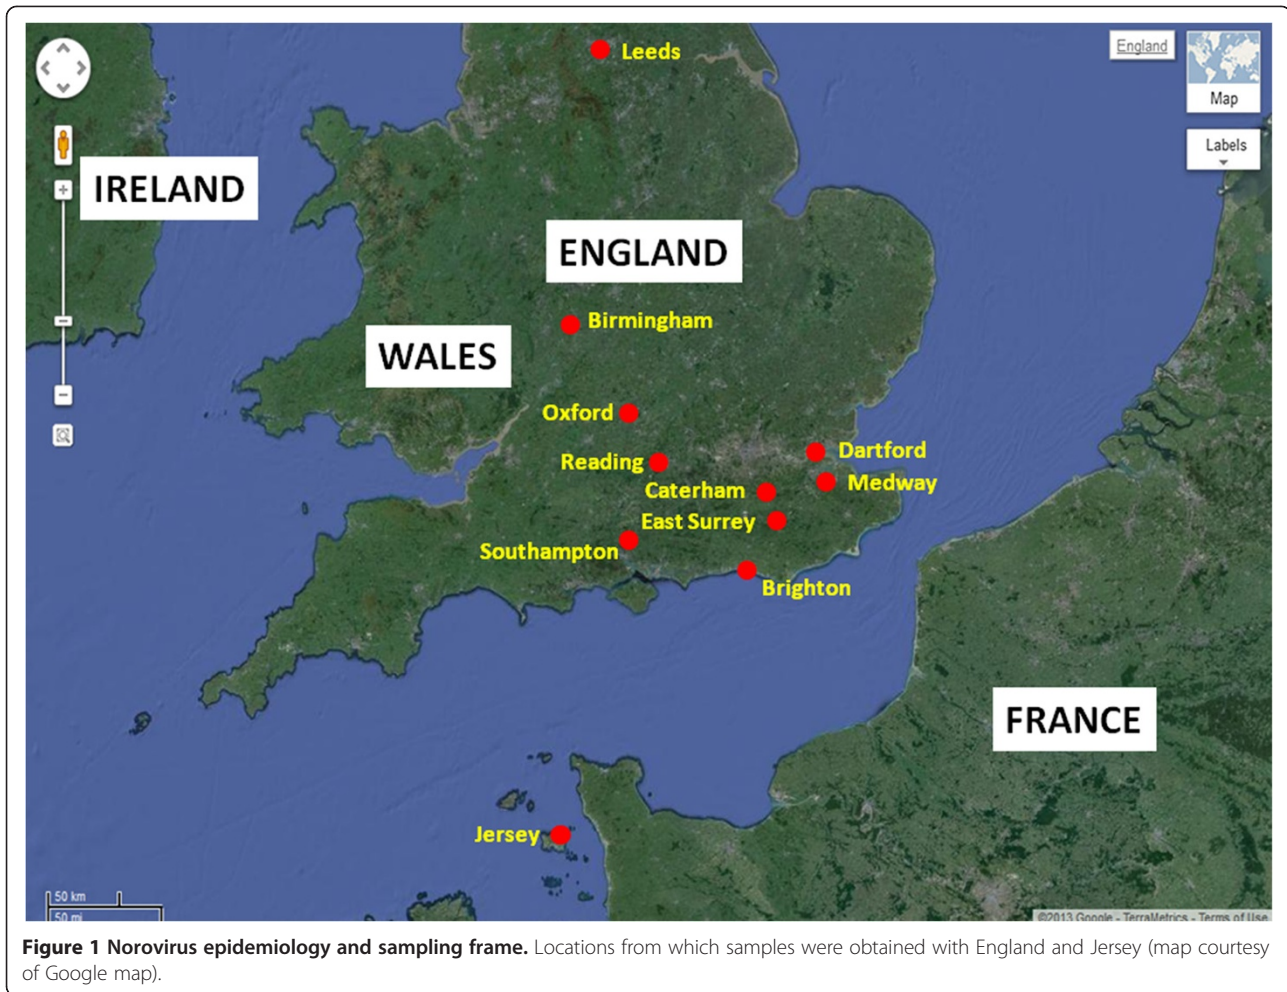 Leeds
England
Map
Labels
IRELAND
ENGLAND
Birmingham
WALES
Oxford
Dartford
Reading
Medway
Caterham
East Surrey
Southampton
Brighton
FRANCE
Jersey
50 km
50 mi
©2013 Google - TerraMetrics - Terms of Use
Figure 1 Norovirus epidemiology and sampling frame. Locations from which samples were obtained with England and Jersey (map courtesy
of Google map).